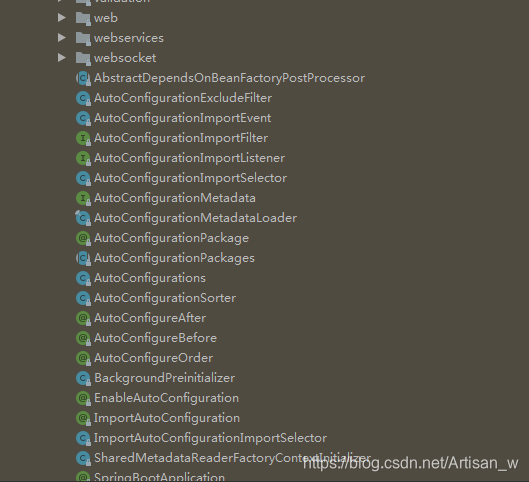 validation
web
webservices
websocket
AbstractDependsOnBeanFactoryPostProcessor
AutoConfigurationExcludeFilter
AutoConfigurationImportEvent
AutoConfigurationImportFilter
AutoConfigurationImportListener
AutoConfigurationImportSelector
AutoConfigurationMetadata
AutoConfigurationMetadataLoader
AutoConfigurationPackage
AutoConfigurationPackages
AutoConfigurations
AutoConfigurationSorter
AutoConfigureAfter
AutoConfigureBefore
AutoConfigureOrder
BackgroundPreinitializer
EnableAutoConfiguration
ImportAutoConfiguration
ImportAutoConfigurationImportSelector
SharedMetadataReaderFactoryContextInitializer
https://blog.csdn.net/Artisan_w
SpringBootApplication